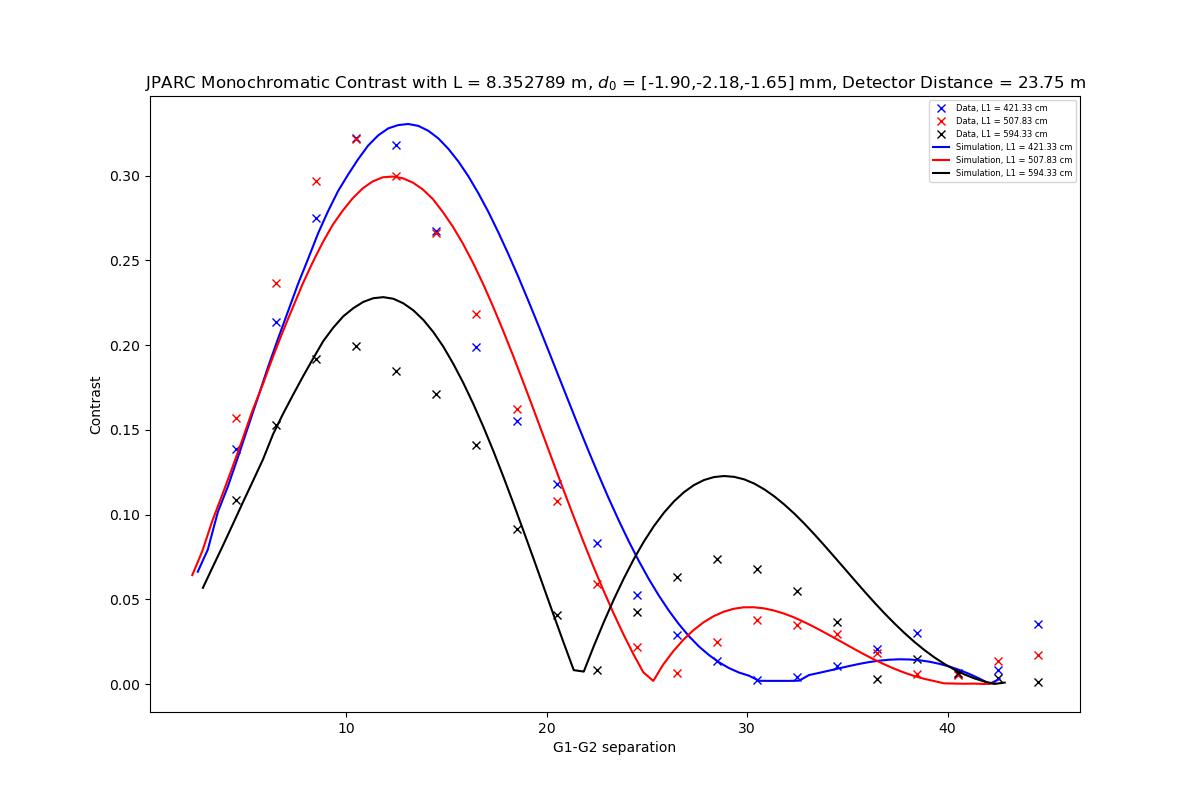 JPARC Monochromatic Contrast with L = 8.352789 m, d₀ = [-1.90,-2.18,-1.65] mm, Detector Distance = 23.75 m
Data, L1 = 421.33 cm
Data, L1 = 507.83 cm
Data, L1 = 594.33 cm
Simulation, L1 = 421.33 cm
Simulation, L1 = 507.83 cm
Simulation, L1 = 594.33 cm
0.30
0.25
0.20
0.15
0.10
0.05
0.00
Contrast
10 20 30 40
G1-G2 separation